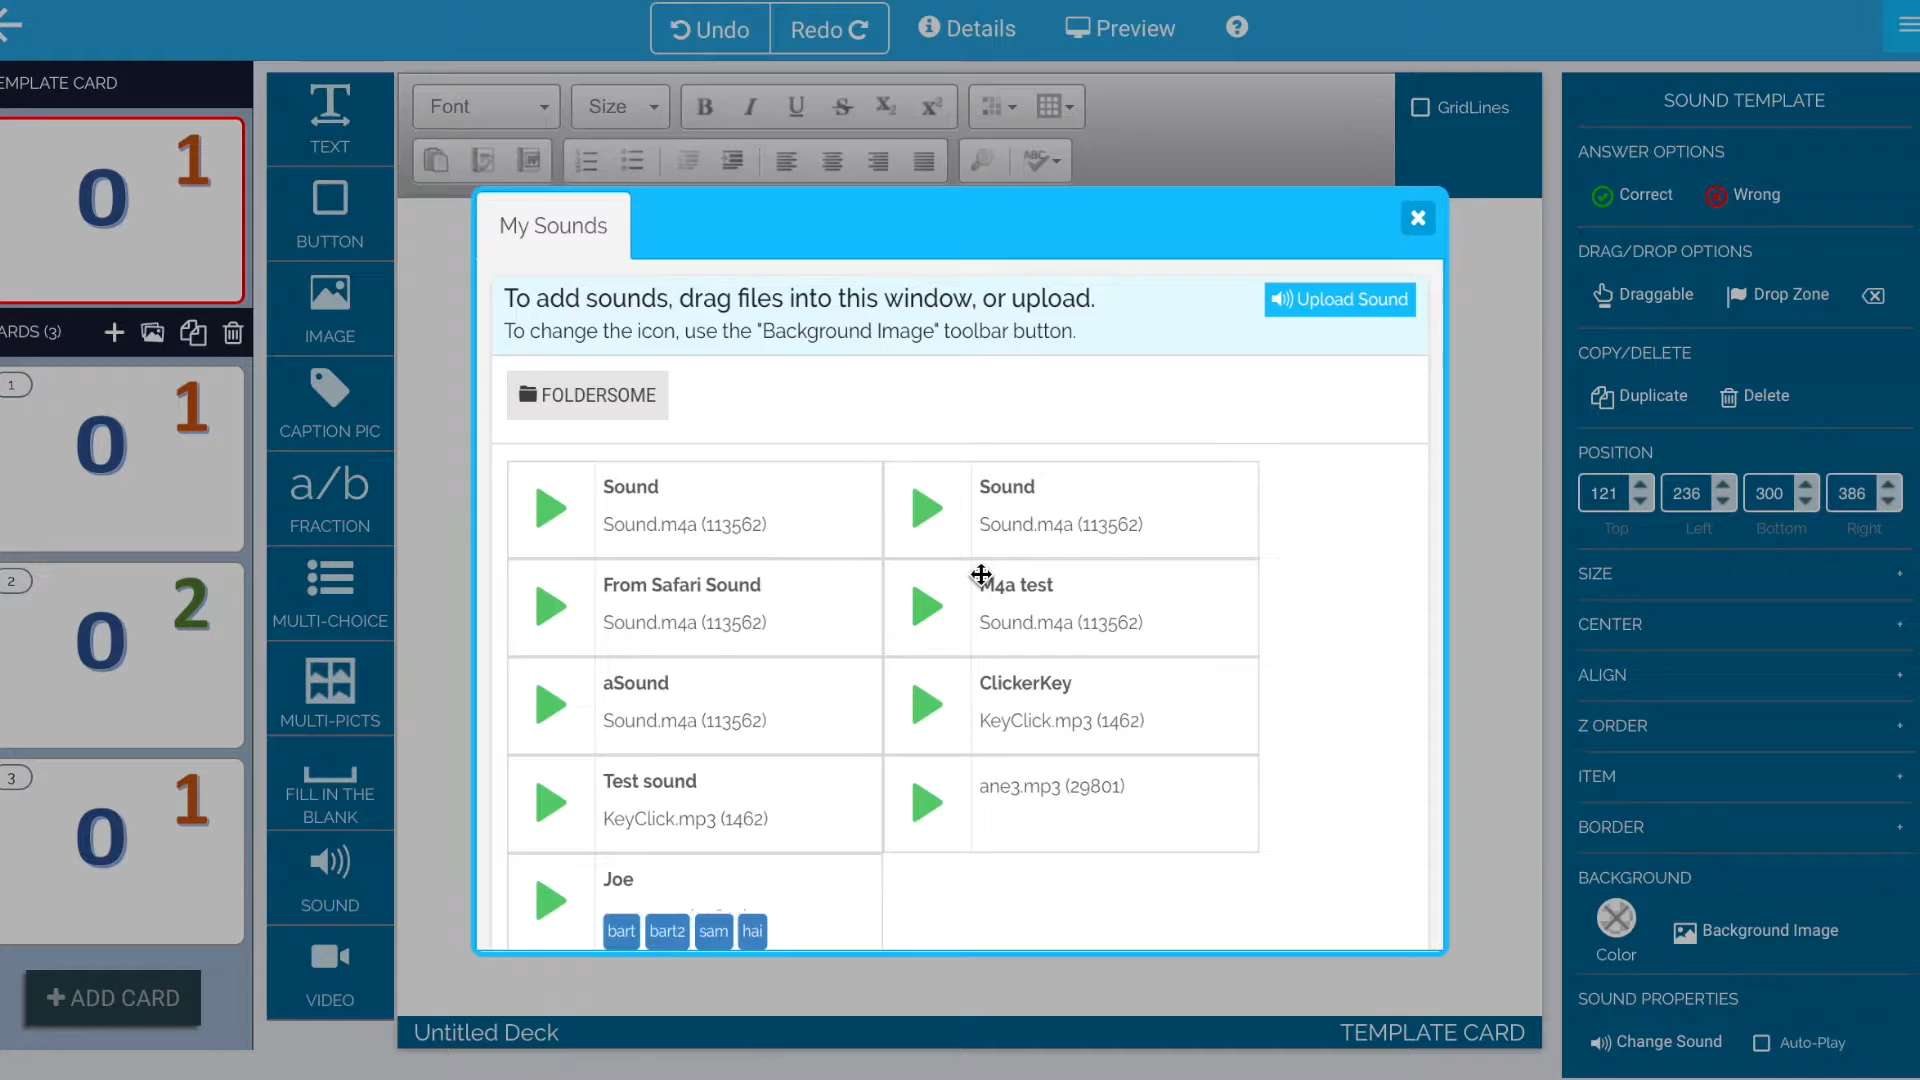 Undo
Redo
Details
Preview
EMPLATE CARD
1
0
ARDS (3)
1
1
0
2
2
0
3
1
0
ADD CARD
TEXT
BUTTON
IMAGE
CAPTION PIC
a/b
FRACTION
MULTI-CHOICE
MULTI-PICTS
FILL IN THE
BLANK
SOUND
VIDEO
Font
Size
B I U S X₂ X²
ABC
GridLines
My Sounds
To add sounds, drag files into this window, or upload.
To change the icon, use the "Background Image" toolbar button.
Upload Sound
FOLDERSOME
Sound
Sound.m4a (113562)
Sound
Sound.m4a (113562)
From Safari Sound
Sound.m4a (113562)
M4a test
Sound.m4a (113562)
aSound
Sound.m4a (113562)
ClickerKey
KeyClick.mp3 (1462)
Test sound
KeyClick.mp3 (1462)
ane3.mp3 (29801)
Joe
bart bart2 sam hai
Untitled Deck
TEMPLATE CARD
SOUND TEMPLATE
ANSWER OPTIONS
Correct Wrong
DRAG/DROP OPTIONS
Draggable Drop Zone
COPY/DELETE
Duplicate Delete
POSITION
121 236 300 386
Top Left Bottom Right
SIZE +
CENTER +
ALIGN +
Z ORDER +
ITEM +
BORDER +
BACKGROUND
Color
Background Image
SOUND PROPERTIES
Change Sound Auto-Play